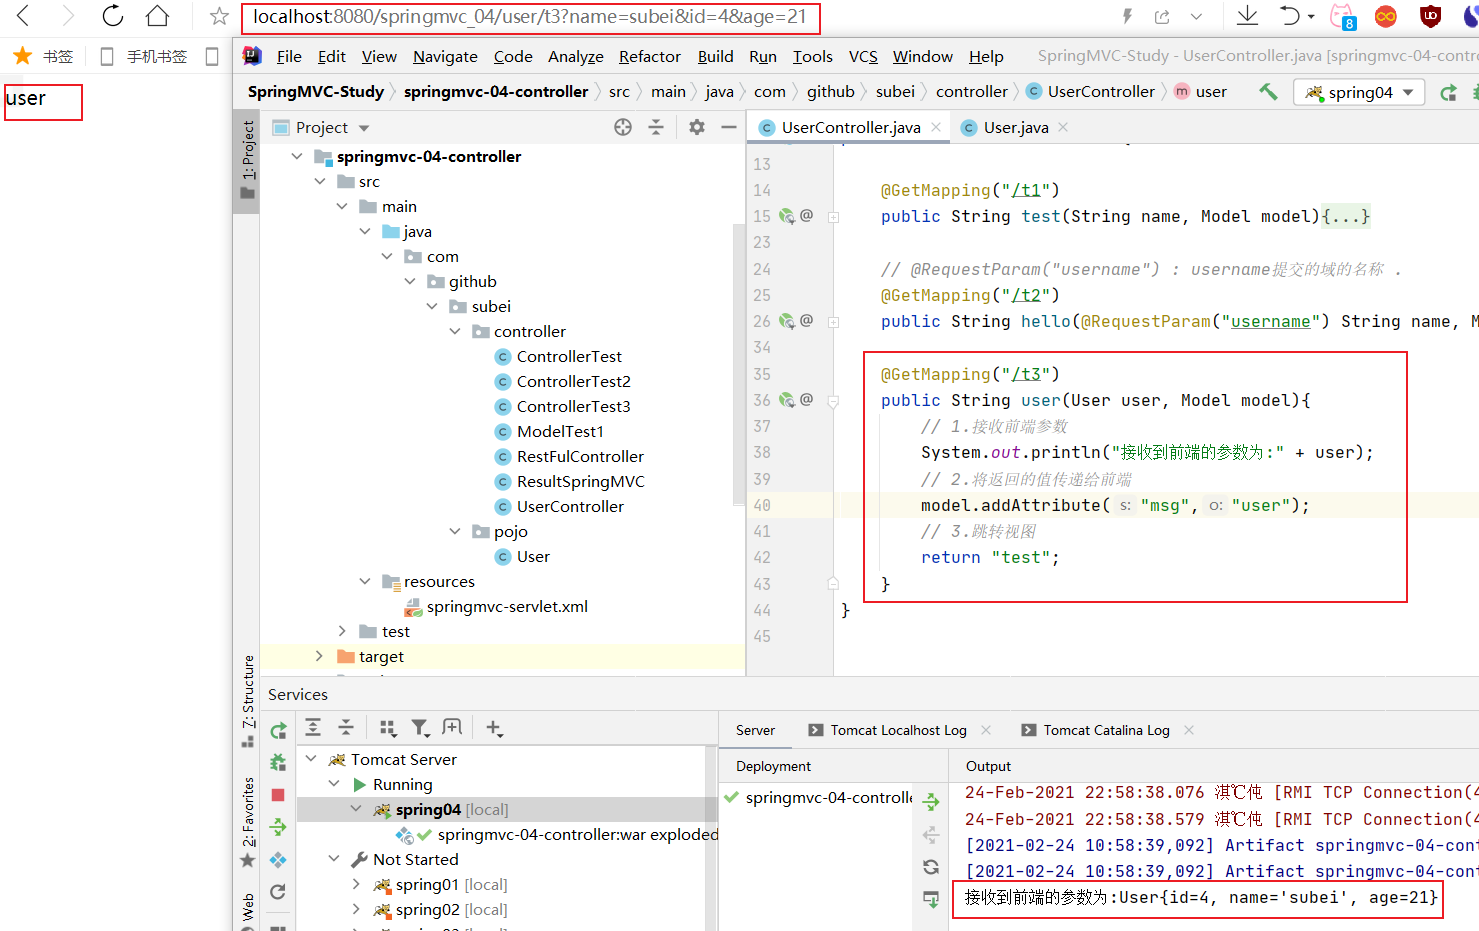 localhost:8080/springmvc_04/user/t3?name=subei&id=4&age=21
8
书签
手机书签
user
File Edit View Navigate Code Analyze Refactor Build Run Tools VCS Window Help
SpringMVC-Study - UserController.java [springmvc-04-contro
SpringMVC-Study springmvc-04-controller src main java com github subei controller UserController user
spring04
1: Project
7: Structure
2: Favorites
Web
Project
springmvc-04-controller
src
main
java
com
github
subei
controller
ControllerTest
ControllerTest2
ControllerTest3
ModelTest1
RestFulController
ResultSpringMVC
UserController
pojo
User
resources
springmvc-servlet.xml
test
target
UserController.java
User.java
13
14 @GetMapping("/t1")
15 public String test(String name, Model model){...}
23
24 // @RequestParam("username") : username提交的域的名称 .
25 @GetMapping("/t2")
26 public String hello(@RequestParam("username") String name, M
34
35 @GetMapping("/t3")
36 public String user(User user, Model model){
37 // 1.接收前端参数
38 System.out.println("接收到前端的参数为:" + user);
39 // 2.将返回的值传递给前端
40 model.addAttribute( s: "msg", o: "user");
41 // 3.跳转视图
42 return "test";
43 }
44 }
45
Services
Tomcat Server
Running
spring04 [local]
springmvc-04-controller:war exploded
Not Started
spring01 [local]
spring02 [local]
Server
Tomcat Localhost Log
Tomcat Catalina Log
Deployment
Output
springmvc-04-controlle
24-Feb-2021 22:58:38.076 淇℃伅 [RMI TCP Connection(4
24-Feb-2021 22:58:38.579 淇℃伅 [RMI TCP Connection(4
[2021-02-24 10:58:39,092] Artifact springmvc-04-cont
[2021-02-24 10:58:39,092] Artifact springmvc-04-cont
接收到前端的参数为:User{id=4, name='subei', age=21}